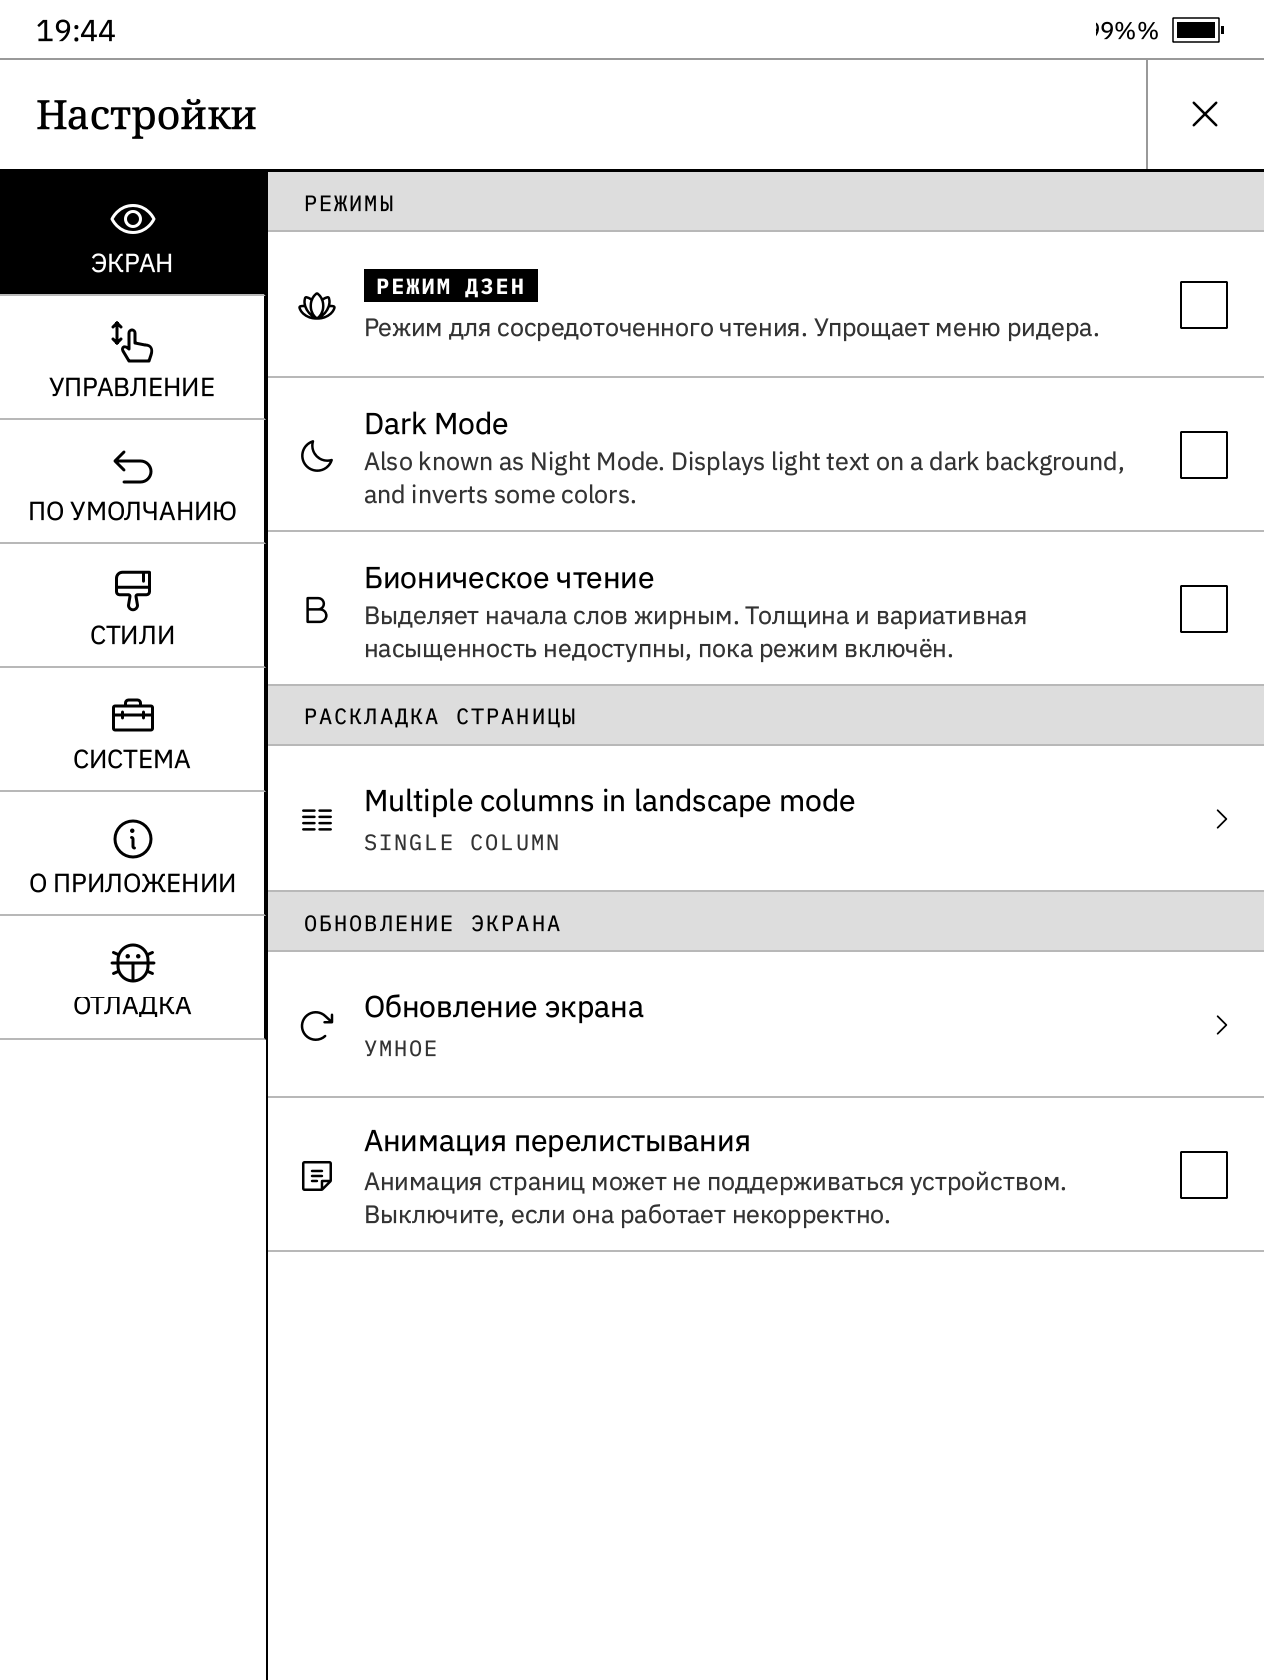 19:44
9%%
Настройки
ЭКРАН
УПРАВЛЕНИЕ
ПО УМОЛЧАНИЮ
СТИЛИ
СИСТЕМА
О ПРИЛОЖЕНИИ
ОТЛАДКА
РЕЖИМЫ
РЕЖИМ ДЗЕН
Режим для сосредоточенного чтения. Упрощает меню ридера.
Dark Mode
Also known as Night Mode. Displays light text on a dark background,
and inverts some colors.
Бионическое чтение
Выделяет начала слов жирным. Толщина и вариативная
насыщенность недоступны, пока режим включён.
РАСКЛАДКА СТРАНИЦЫ
Multiple columns in landscape mode
SINGLE COLUMN
ОБНОВЛЕНИЕ ЭКРАНА
Обновление экрана
УМНОЕ
Анимация перелистывания
Анимация страниц может не поддерживаться устройством.
Выключите, если она работает некорректно.